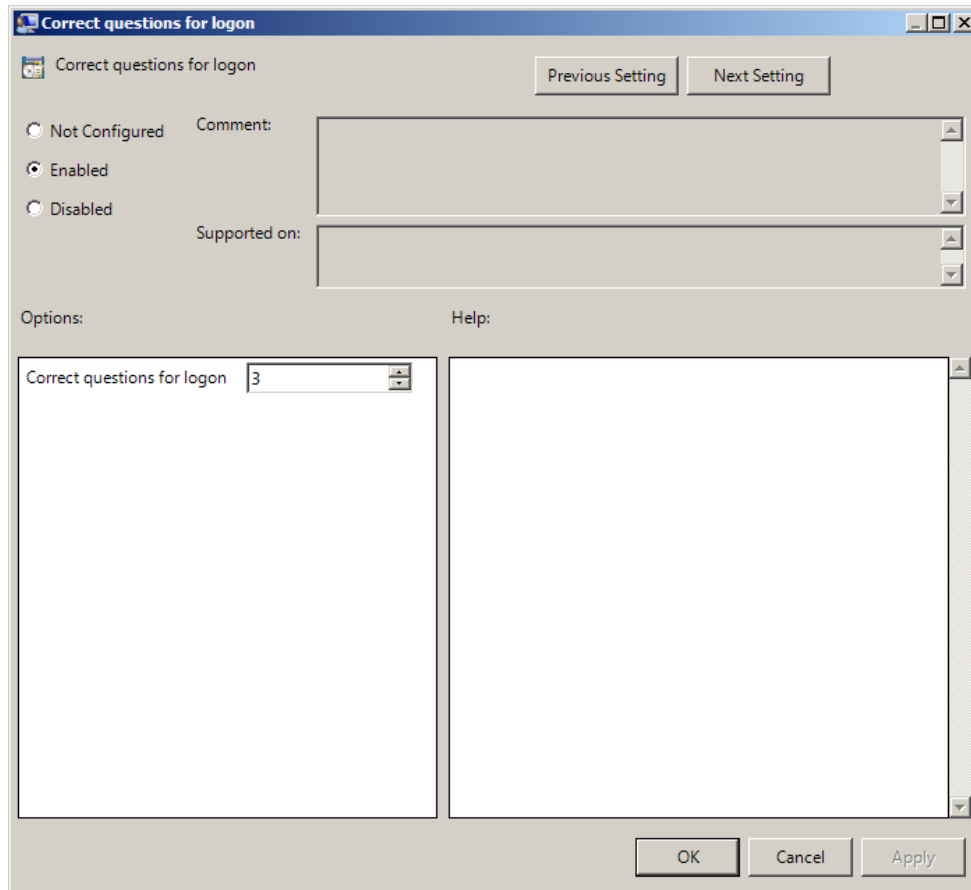 Correct questions for logon
Correct questions for logon
Previous Setting
Next Setting
Not Configured
Comment:
Enabled
Disabled
Supported on:
Options:
Help:
Correct questions for logon
3
OK
Cancel
Apply